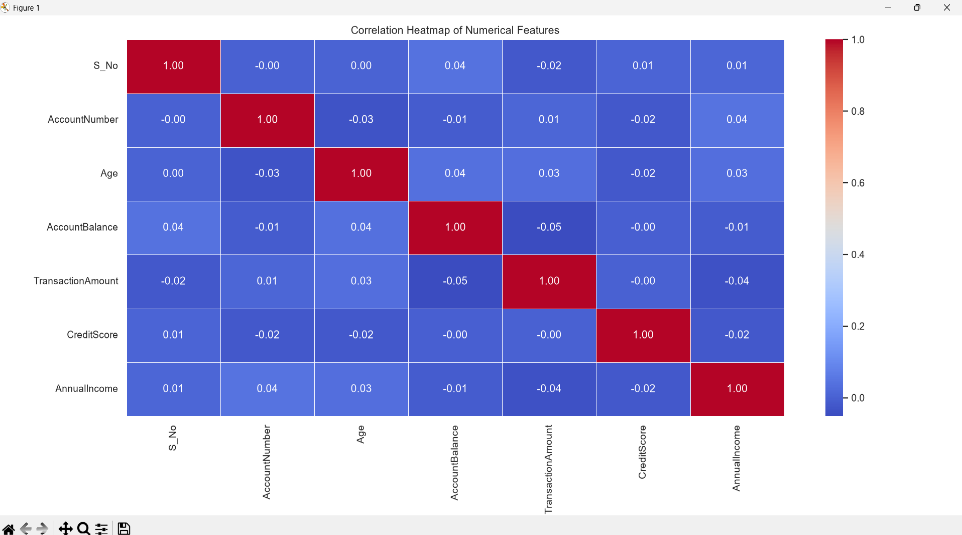 Figure 1
Correlation Heatmap of Numerical Features
S_No 1.00 -0.00 0.00 0.04 -0.02 0.01 0.01
AccountNumber -0.00 1.00 -0.03 -0.01 0.01 -0.02 0.04
Age 0.00 -0.03 1.00 0.04 0.03 -0.02 0.03
AccountBalance 0.04 -0.01 0.04 1.00 -0.05 -0.00 -0.01
TransactionAmount -0.02 0.01 0.03 -0.05 1.00 -0.00 -0.04
CreditScore 0.01 -0.02 -0.02 -0.00 -0.00 1.00 -0.02
AnnualIncome 0.01 0.04 0.03 -0.01 -0.04 -0.02 1.00
S_No
AccountNumber
Age
AccountBalance
TransactionAmount
CreditScore
AnnualIncome
1.0
0.8
0.6
0.4
0.2
0.0